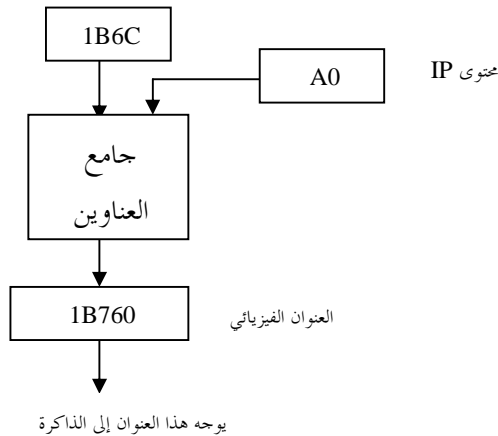 1B6C
A0
محتوى IP
جامع
العناوين
1B760
العنوان الفيزيائي
يوجه هذا العنوان إلى الذاكرة